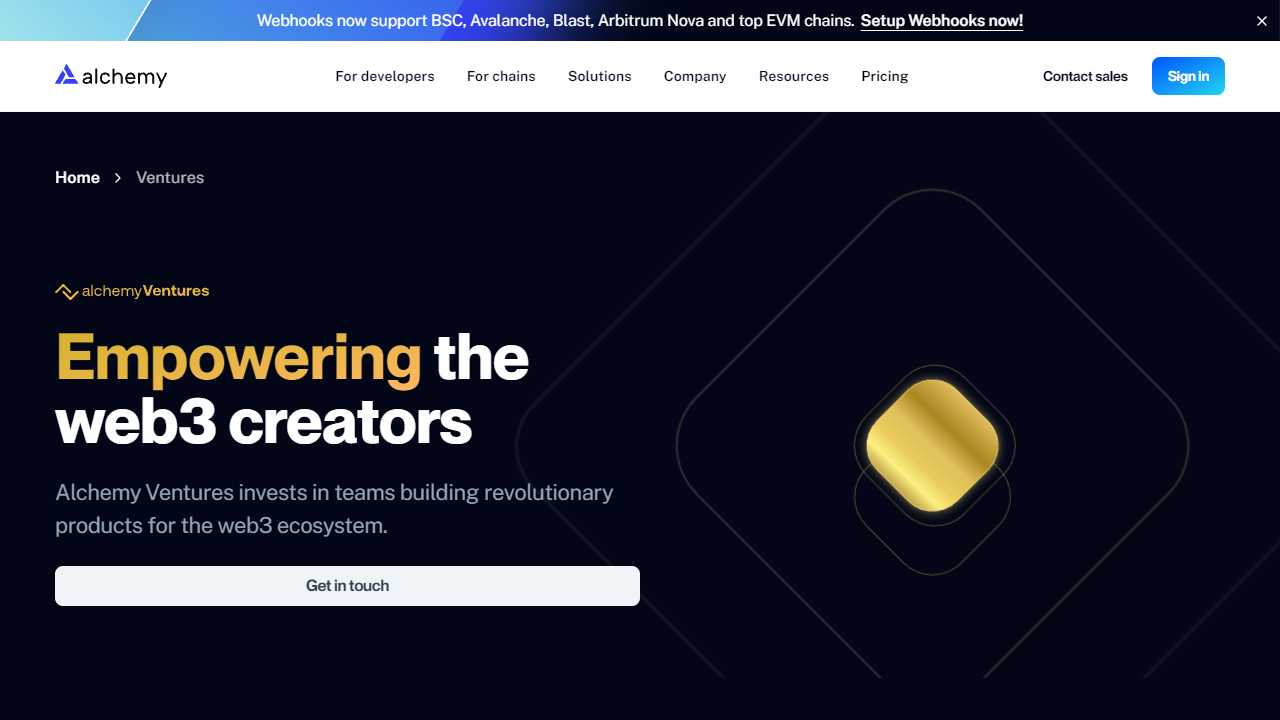 Webhooks now support BSC, Avalanche, Blast, Arbitrum Nova and top EVM chains. Setup Webhooks now!
alchemy For developers For chains Solutions Company Resources Pricing Contact sales Sign in
Home Ventures
alchemyVentures
Empowering the
web3 creators
Alchemy Ventures invests in teams building revolutionary
products for the web3 ecosystem.
Get in touch